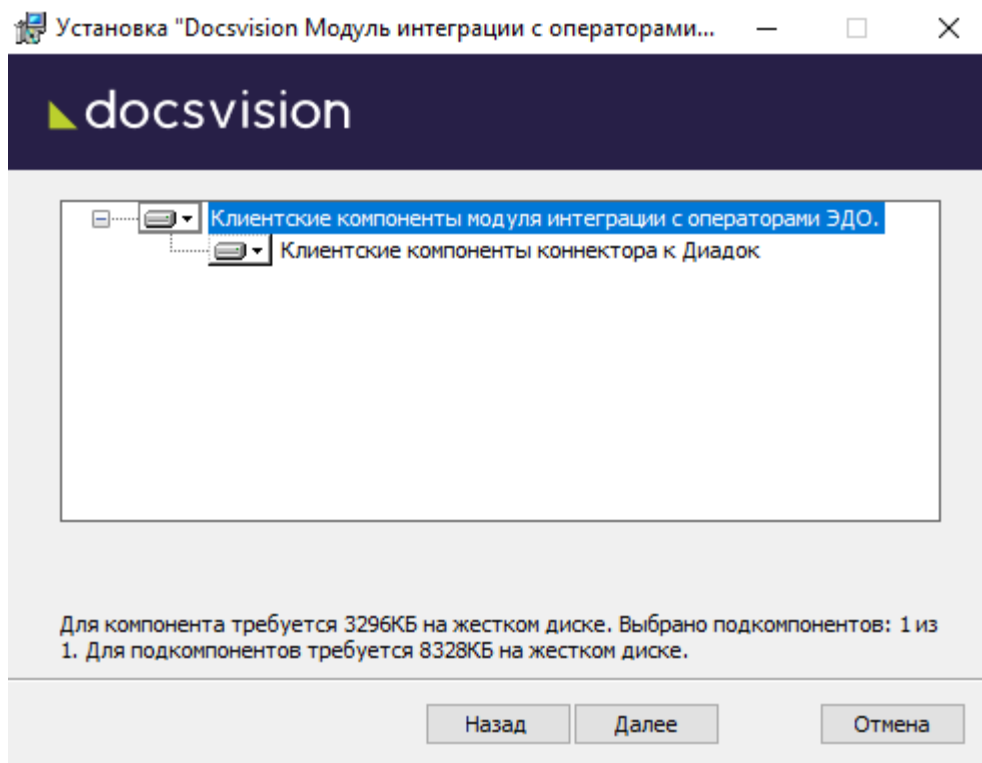 Установка "Docsvision Модуль интеграции с операторами...
docsvision
Клиентские компоненты модуля интеграции с операторами ЭДО.
Клиентские компоненты коннектора к Диадок
Для компонента требуется 3296КБ на жестком диске. Выбрано подкомпонентов: 1 из
1. Для подкомпонентов требуется 8328КБ на жестком диске.
Назад Далее Отмена